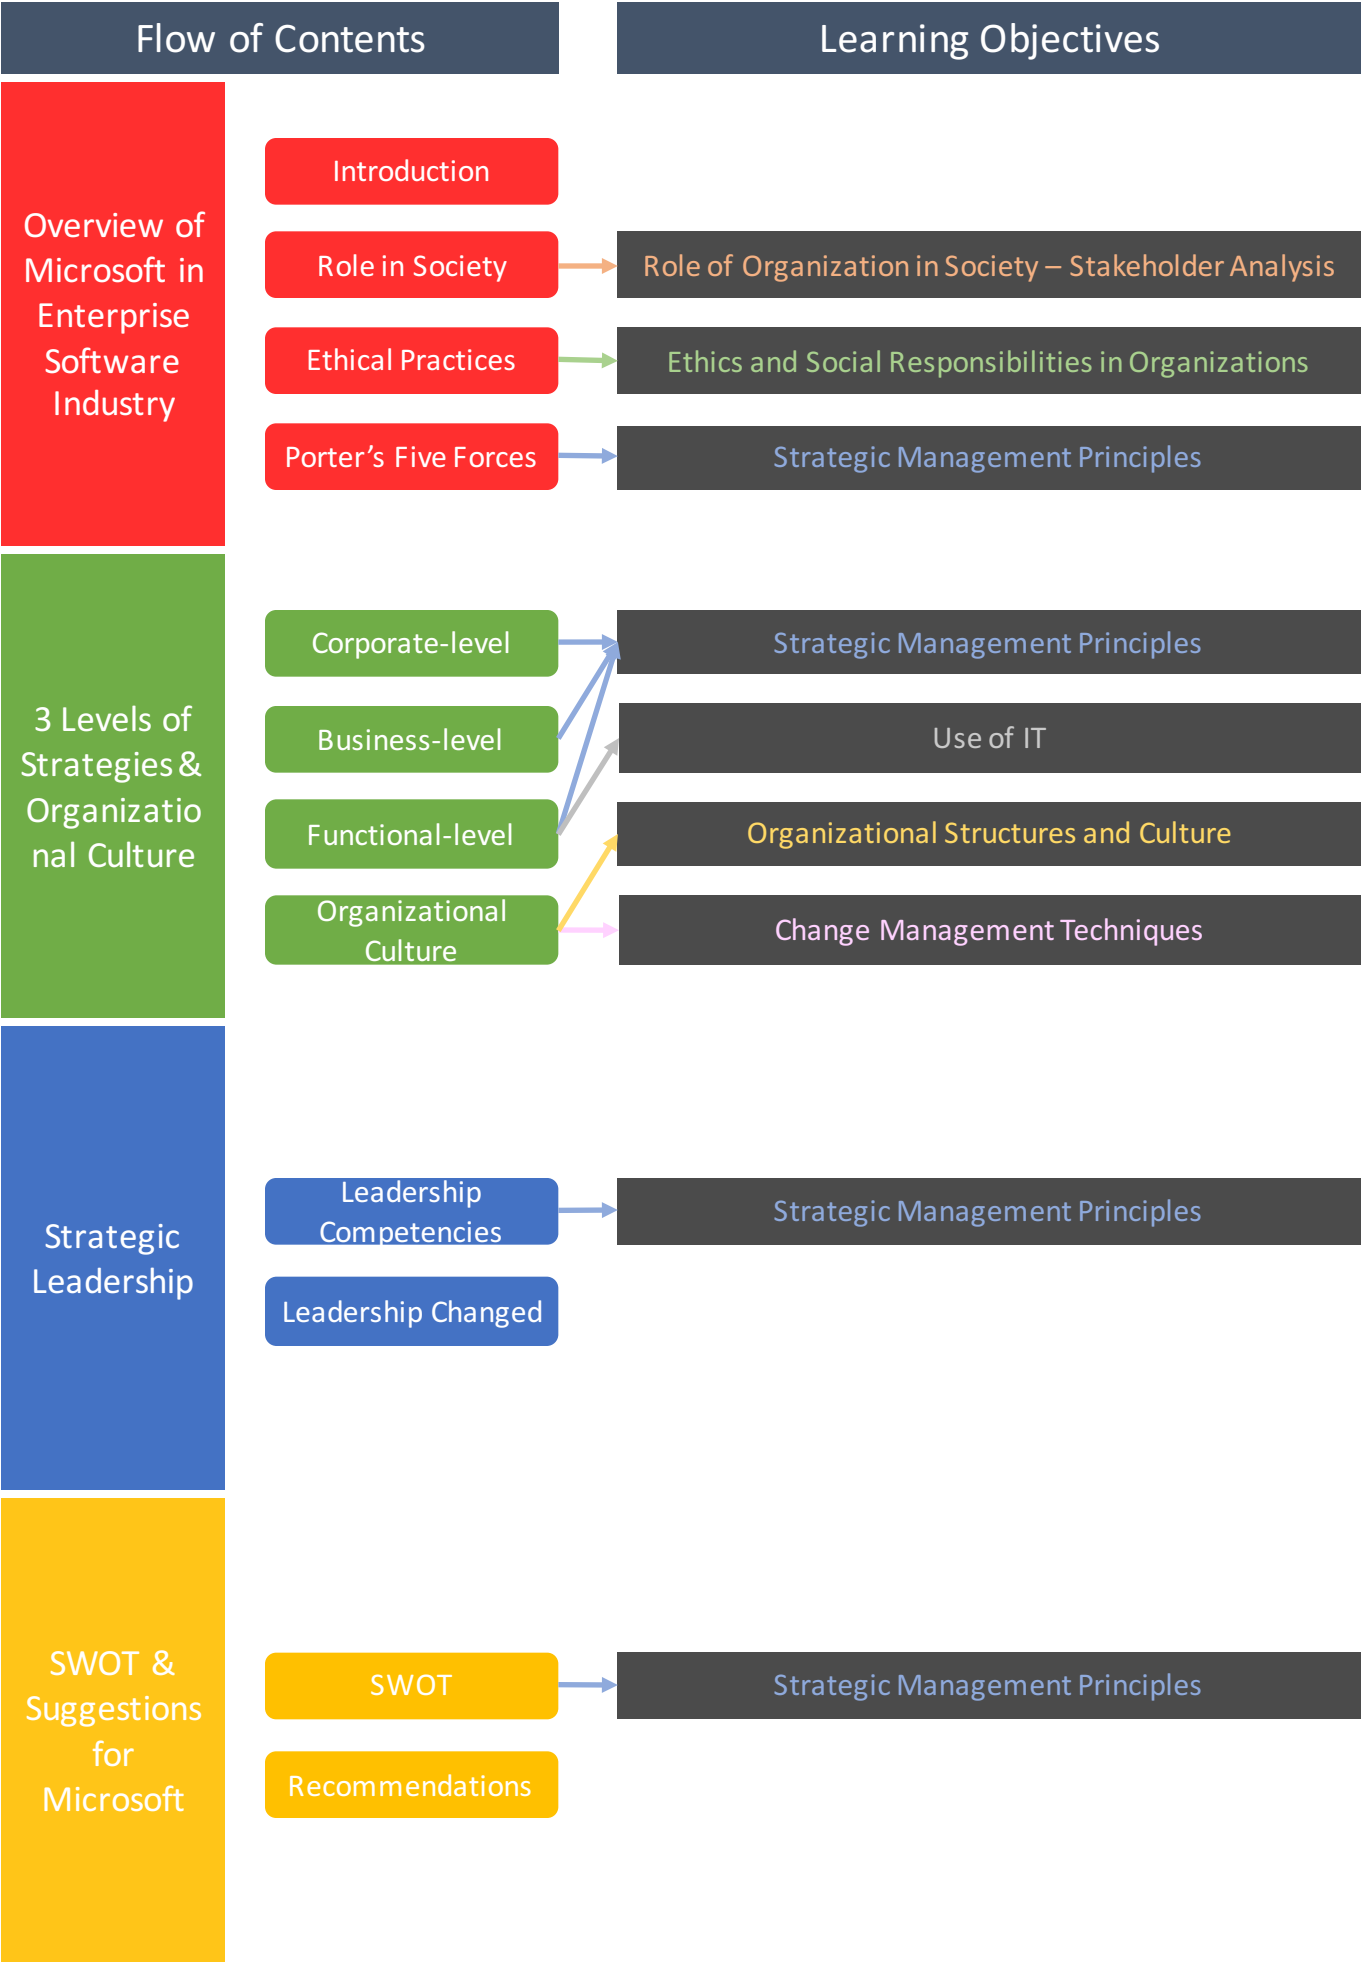 Flow of Contents
Learning Objectives
Overview of
Microsoft in
Enterprise
Software
Industry
Introduction
Role in Society
Role of Organization in Society – Stakeholder Analysis
Ethical Practices
Ethics and Social Responsibilities in Organizations
Porter’s Five Forces
Strategic Management Principles
3 Levels of
Strategies &
Organizatio
nal Culture
Corporate-level
Strategic Management Principles
Business-level
Use of IT
Functional-level
Organizational Structures and Culture
Organizational
Culture
Change Management Techniques
Strategic
Leadership
Leadership
Competencies
Strategic Management Principles
Leadership Changed
SWOT &
Suggestions
for
Microsoft
SWOT
Strategic Management Principles
Recommendations